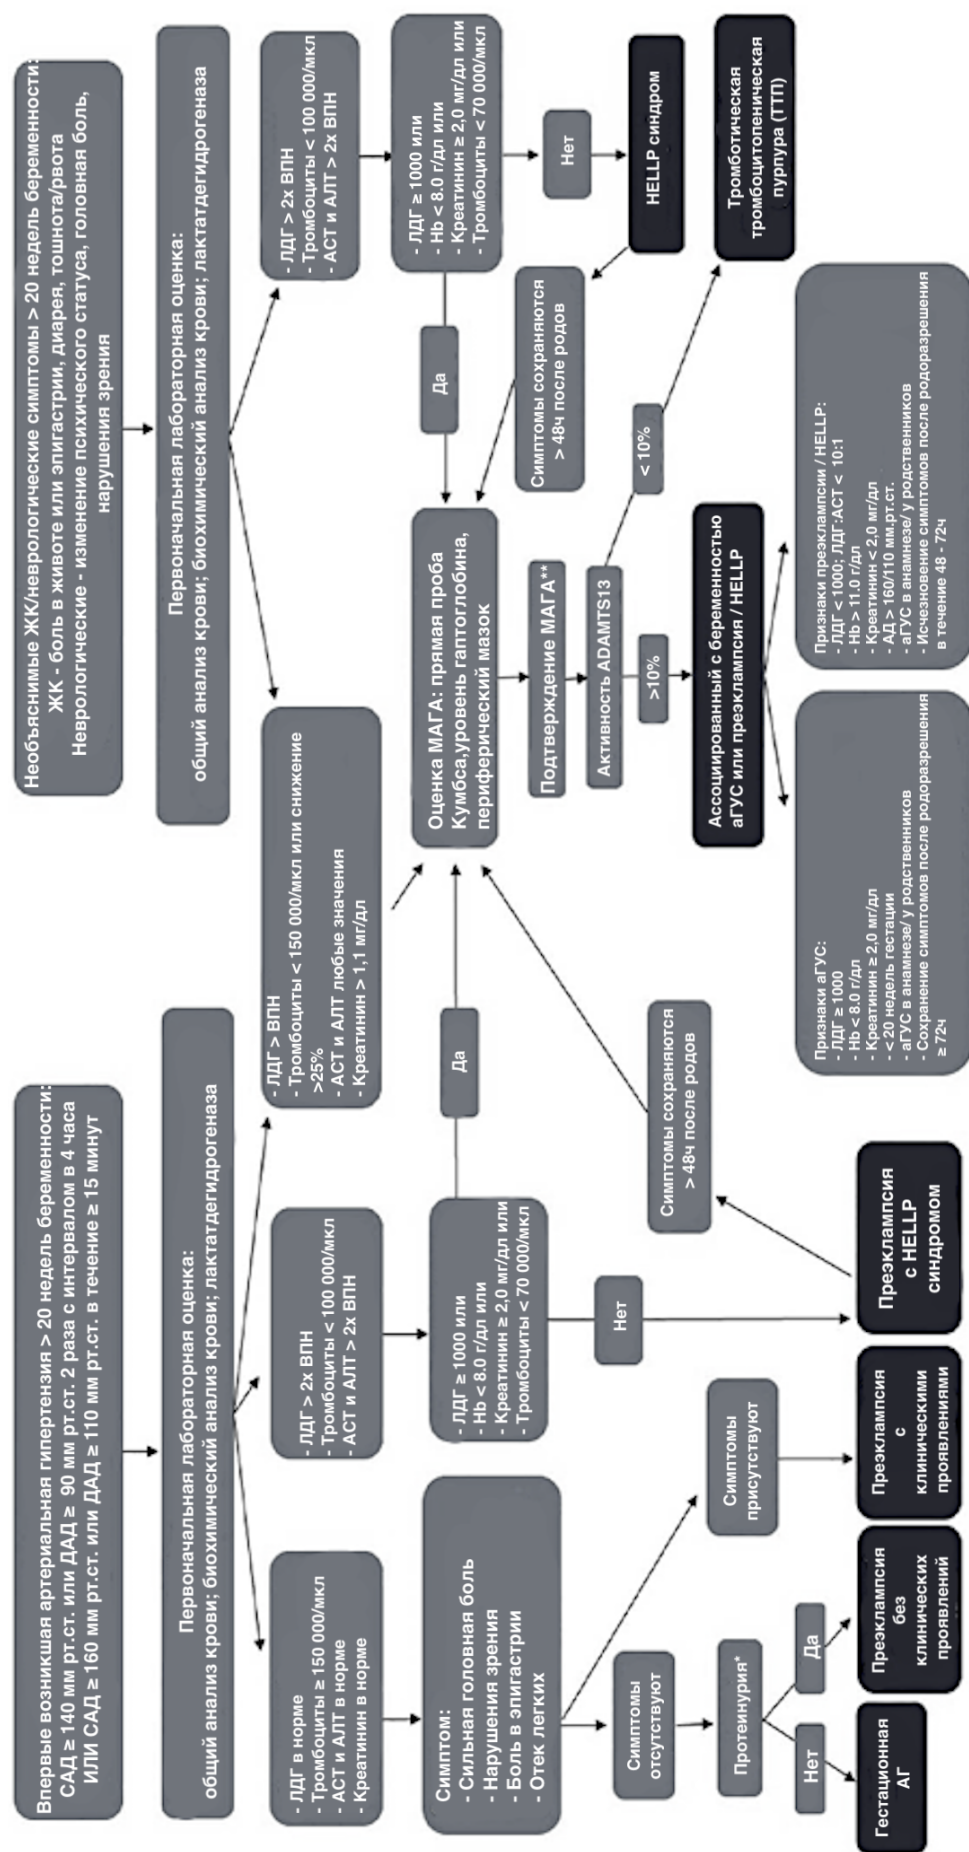 Впервые возникшая артериальная гипертензия > 20 недель беременности:
САД ≥ 140 мм рт.ст. или ДАД ≥ 90 мм рт.ст. 2 раза с интервалом в 4 часа
ИЛИ САД ≥ 160 мм рт.ст. или ДАД ≥ 110 мм рт.ст. в течение ≥ 15 минут
Необъяснимые ЖК/неврологические симптомы > 20 недель беременности:
ЖК - боль в животе или эпигастрии, диарея, тошнота/рвота
Неврологические - изменение психического статуса, головная боль,
нарушения зрения
Первоначальная лабораторная оценка:
общий анализ крови; биохимический анализ крови; лактатдегидрогеназа
Первоначальная лабораторная оценка:
общий анализ крови; биохимический анализ крови; лактатдегидрогеназа
- ЛДГ в норме
- Тромбоциты ≥ 150 000/мкл
- АСТ и АЛТ в норме
- Креатинин в норме
- ЛДГ > 2х ВПН
- Тромбоциты < 100 000/мкл
- АСТ и АЛТ > 2х ВПН
- ЛДГ > ВПН
- Тромбоциты < 150 000/мкл или снижение
>25%
- АСТ и АЛТ любые значения
- Креатинин > 1,1 мг/дл
- ЛДГ > 2х ВПН
- Тромбоциты < 100 000/мкл
- АСТ и АЛТ > 2х ВПН
Симптом:
- Сильная головная боль
- Нарушения зрения
- Боль в эпигастрии
- Отек легких
- ЛДГ ≥ 1000 или
- Hb < 8.0 г/дл или
- Креатинин ≥ 2,0 мг/дл или
- Тромбоциты < 70 000/мкл
Да
Оценка МАГА: прямая проба
Кумбса,уровень гаптоглобина,
периферический мазок
Да
- ЛДГ ≥ 1000 или
- Hb < 8.0 г/дл или
- Креатинин ≥ 2,0 мг/дл или
- Тромбоциты < 70 000/мкл
Симптомы
отсутствуют
Симптомы
присутствуют
Нет
Симптомы сохраняются
> 48ч после родов
Подтверждение МАГА**
Активность ADAMTS13
>10%
< 10%
Симптомы сохраняются
> 48ч после родов
Нет
HELLP синдром
Протеинурия*
Нет
Да
Ассоциированный с беременностью
аГУС или преэклампсия / HELLP
Тромботическая
тромбоцитопеническая
пурпура (ТТП)
Гестационная
АГ
Преэклампсия
без
клинических
проявлений
Преэклампсия
с
клиническими
проявлениями
Преэклампсия
с HELLP
синдромом
Признаки аГУС:
- ЛДГ ≥ 1000
- Hb < 8.0 г/дл
- Креатинин ≥ 2,0 мг/дл
- < 20 недель гестации
- аГУС в анамнезе/ у родственников
- Сохранение симптомов после родоразрешения
≥ 72ч
Признаки преэклампсии / HELLP:
- ЛДГ < 1000; ЛДГ:АСТ < 10:1
- Hb > 11.0 г/дл
- Креатинин < 2,0 мг/дл
- АД > 160/110 мм.рт.ст.
- аГУС в анамнезе/ у родственников
- Исчезновение симптомов после родоразрешения
в течение 48 - 72ч